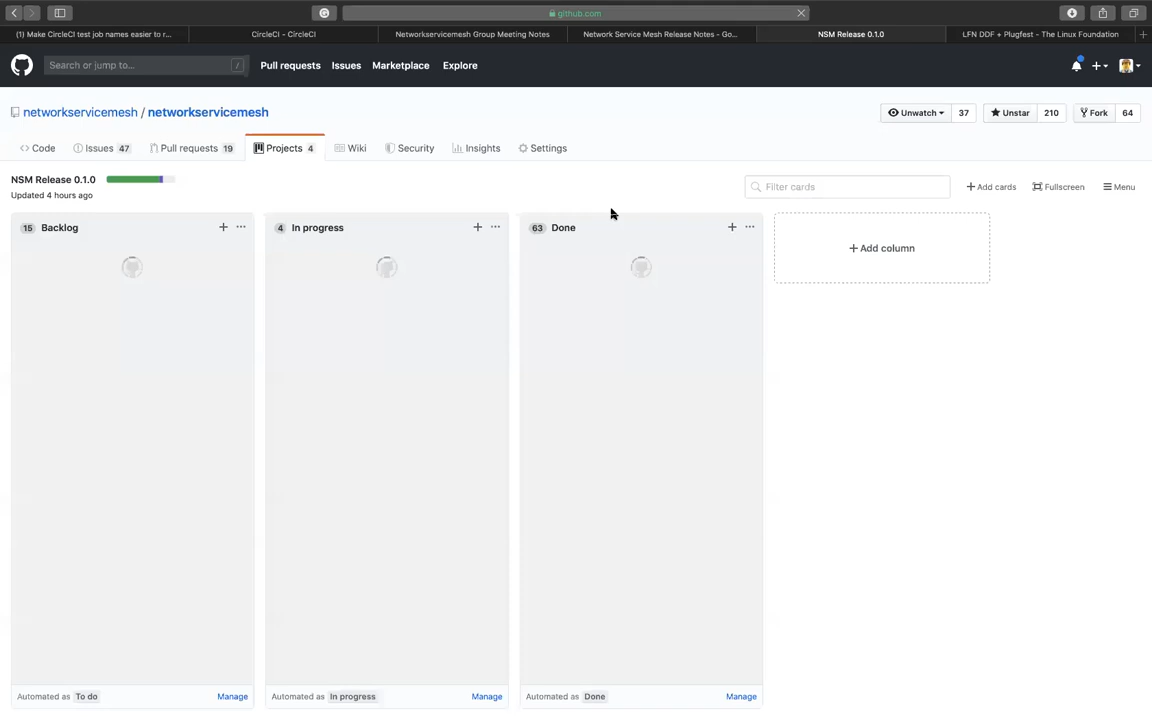 github.com
(1) Make CircleCI test job names easier to r...
CircleCI - CircleCI
Networkservicemesh Group Meeting Notes
Network Service Mesh Release Notes - Go...
NSM Release 0.1.0
LFN DDF + Plugfest - The Linux Foundation
Search or jump to... /
Pull requests Issues Marketplace Explore
networkservicemesh / networkservicemesh
Unwatch 37 Unstar 210 Fork 64
Code Issues 47 Pull requests 19 Projects 4 Wiki Security Insights Settings
NSM Release 0.1.0
Updated 4 hours ago
Filter cards
Add cards Fullscreen Menu
15 Backlog
4 In progress
63 Done
Add column
Automated as To do Manage
Automated as In progress Manage
Automated as Done Manage